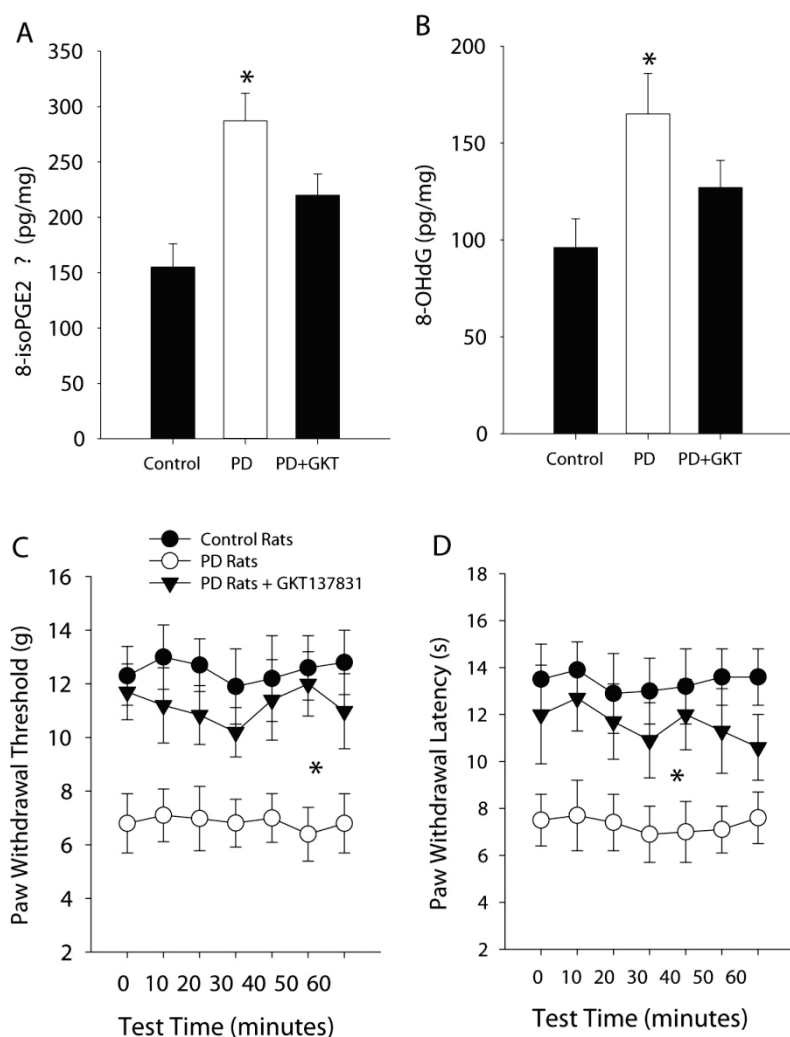 A
350
300
250
200
150
100
50
0
8-isoPGE2 ? (pg/mg)
*
Control PD PD+GKT
B
200
150
100
50
0
8-OHdG (pg/mg)
*
Control PD PD+GKT
C
Control Rats
PD Rats
PD Rats + GKT137831
16
14
12
10
8
6
4
2
Paw Withdrawal Threshold (g)
*
0 10 20 30 40 50 60
Test Time (minutes)
D
18
16
14
12
10
8
6
4
2
Paw Withdrawal Latency (s)
*
0 10 20 30 40 50 60
Test Time (minutes)